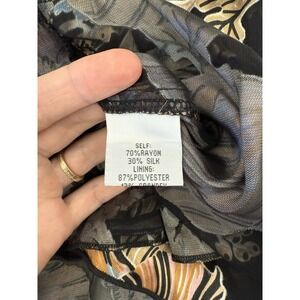 SELF:
70%RAYON
30% SILK
LINING:
87%POLYESTER